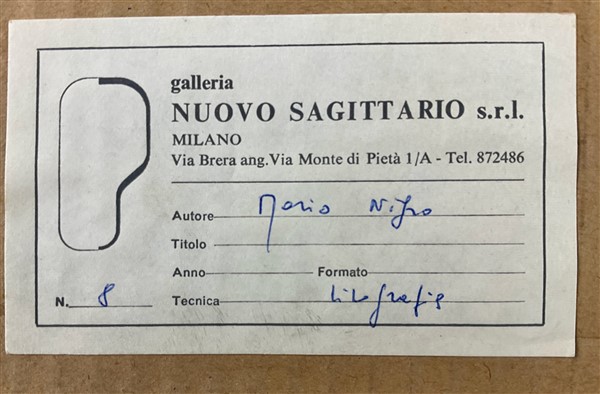 galleria
NUOVO SAGITTARIO s.r.l.
MILANO
Via Brera ang. Via Monte di Pietà 1/A - Tel. 872486
Autore Mario Nigro
Titolo
Anno Formato
N. 8 Tecnica litografia